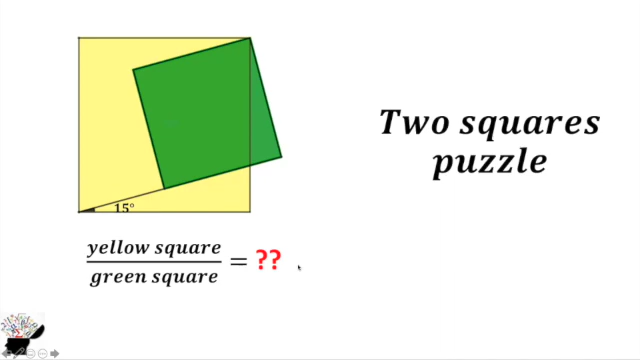 Two squares
puzzle
15°
yellow square
green square
= ??